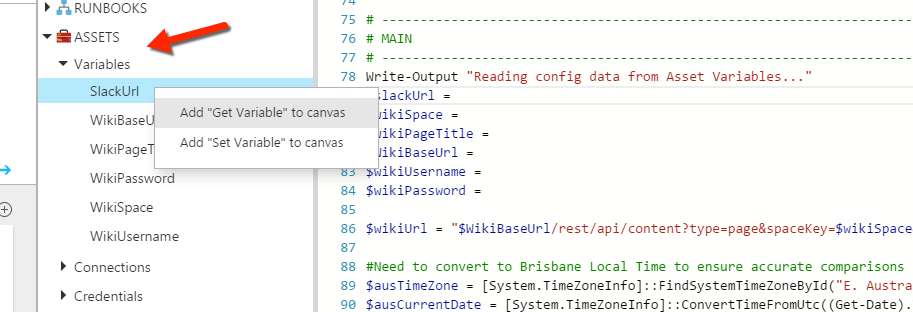 RUNBOOKS
ASSETS
Variables
SlackUrl
WikiBaseU
WikiPageT
WikiPassword
WikiSpace
WikiUsername
Connections
Credentials
Add "Get Variable" to canvas
Add "Set Variable" to canvas
74
75 # ---------------------------------------------------------------------------
76 # MAIN
77 # ---------------------------------------------------------------------------
78 Write-Output "Reading config data from Asset Variables..."
slackUrl =
wikiSpace =
wikiPageTitle =
WikiBaseUrl =
83 $wikiUsername =
84 $wikiPassword =
85
86 $wikiUrl = "$WikiBaseUrl/rest/api/content?type=page&spaceKey=$wikiSpace
87
88 #Need to convert to Brisbane Local Time to ensure accurate comparisons
89 $ausTimeZone = [System.TimeZoneInfo]::FindSystemTimeZoneById("E. Austra
90 $ausCurrentDate = [System.TimeZoneInfo]::ConvertTimeFromUtc((Get-Date).